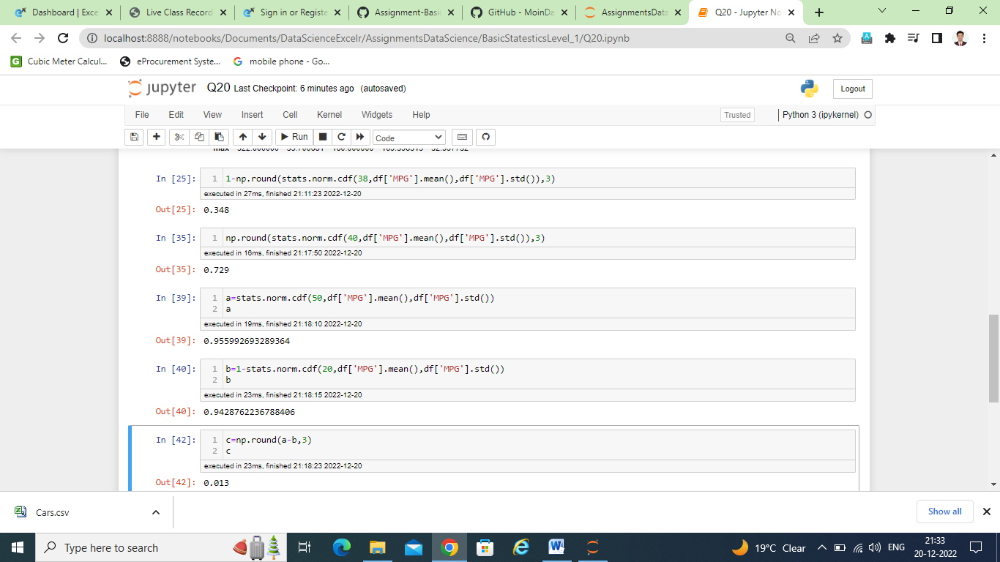 Dashboard | Exce
Live Class Record
Sign in or Registe
Assignment-Basi
GitHub - MoinDa
AssignmentsData
Q20 - Jupyter No
localhost:8888/notebooks/Documents/DataScienceExcelr/AssignmentsDataScience/BasicStatesticsLevel_1/Q20.ipynb
Cubic Meter Calcul...
eProcurement Syste...
mobile phone - Go...
jupyter Q20 Last Checkpoint: 6 minutes ago (autosaved)
Logout
File Edit View Insert Cell Kernel Widgets Help
Trusted
Python 3 (ipykernel)
Run
Code
In [25]: 1 1-np.round(stats.norm.cdf(38,df['MPG'].mean(),df['MPG'].std()),3)
executed in 27ms, finished 21:11:23 2022-12-20
Out[25]: 0.348
In [35]: 1 np.round(stats.norm.cdf(40,df['MPG'].mean(),df['MPG'].std()),3)
executed in 16ms, finished 21:17:50 2022-12-20
Out[35]: 0.729
In [39]: 1 a=stats.norm.cdf(50,df['MPG'].mean(),df['MPG'].std())
2 a
executed in 19ms, finished 21:18:10 2022-12-20
Out[39]: 0.955992693289364
In [40]: 1 b=1-stats.norm.cdf(20,df['MPG'].mean(),df['MPG'].std())
2 b
executed in 23ms, finished 21:18:15 2022-12-20
Out[40]: 0.9428762236788406
In [42]: 1 c=np.round(a-b,3)
2 c
executed in 23ms, finished 21:18:23 2022-12-20
Out[42]: 0.013
Cars.csv
Show all
Type here to search
19°C Clear
ENG
21:33
20-12-2022